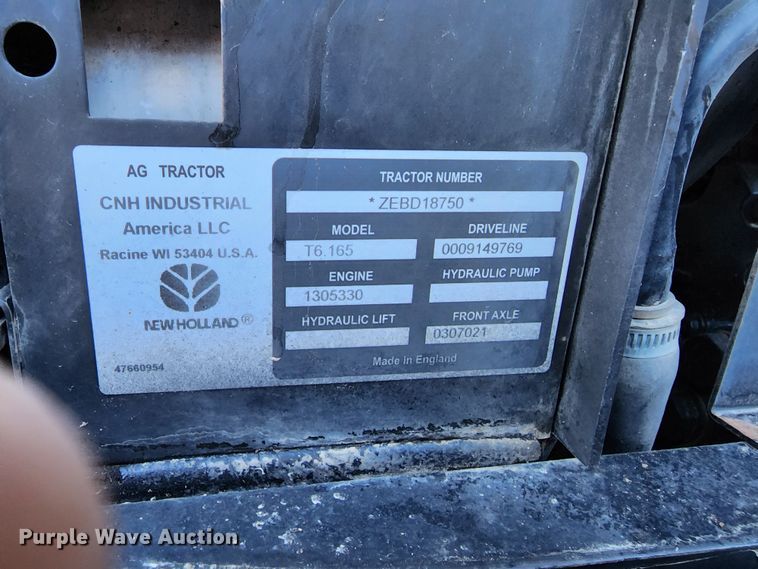 AG TRACTOR
CNH INDUSTRIAL
America LLC
Racine WI 53404 U.S.A.
NEW HOLLAND®
47660954
TRACTOR NUMBER
* ZEBD18750 *
MODEL DRIVELINE
T6.165 0009149769
ENGINE HYDRAULIC PUMP
1305330
HYDRAULIC LIFT FRONT AXLE
0307021
Made in England
Purple Wave Auction®